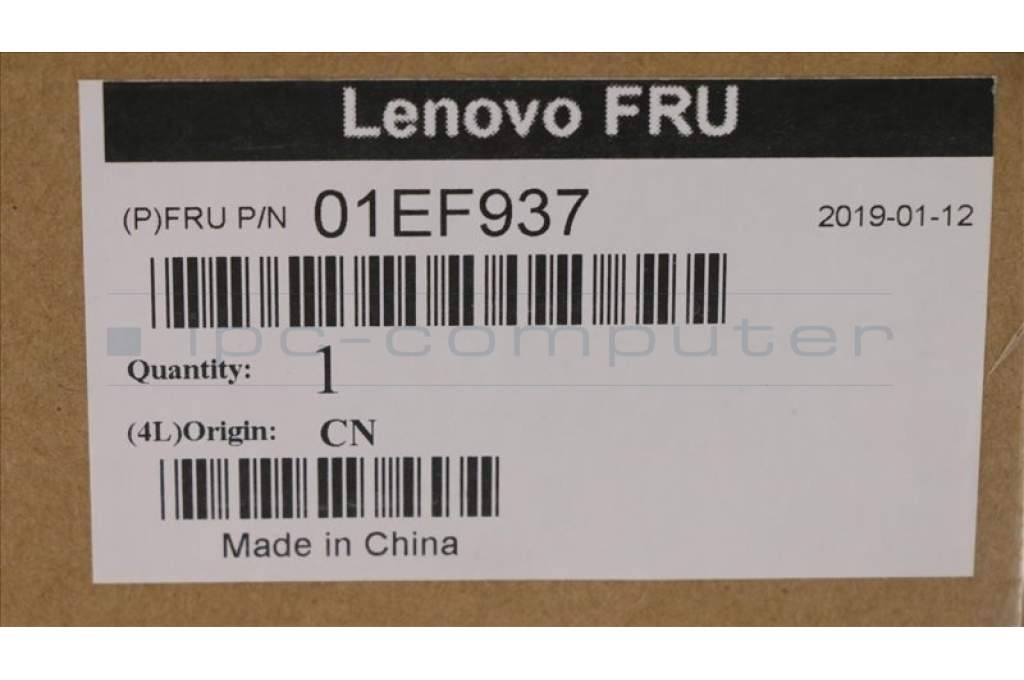 Lenovo FRU
(P)FRU P/N 01EF937 2019-01-12
ipc-computer
Quantity: 1
(4L)Origin: CN
Made in China